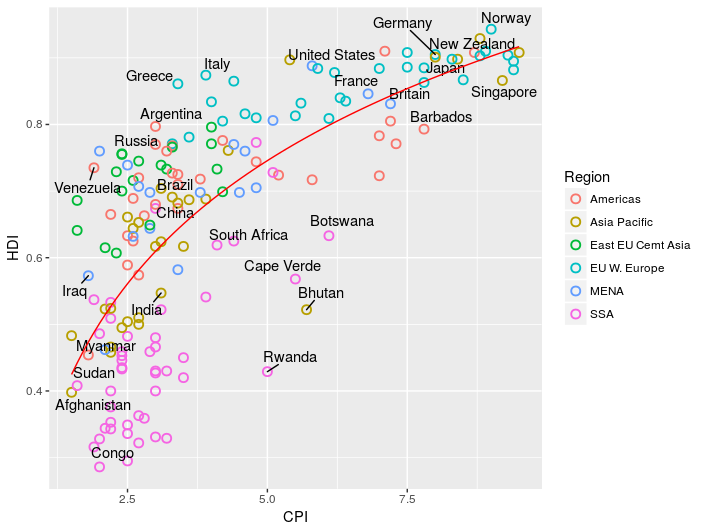 Norway
Germany
New Zealand
United States
Italy
Japan
Greece
France
Singapore
Britain
Argentina
Barbados
Russia
Venezuela
Brazil
China
Botswana
South Africa
Cape Verde
Iraq
Bhutan
India
Myanmar
Rwanda
Sudan
Afghanistan
Congo
0.8
0.6
0.4
HDI
2.5 5.0 7.5
CPI
Region
Americas
Asia Pacific
East EU Cemt Asia
EU W. Europe
MENA
SSA